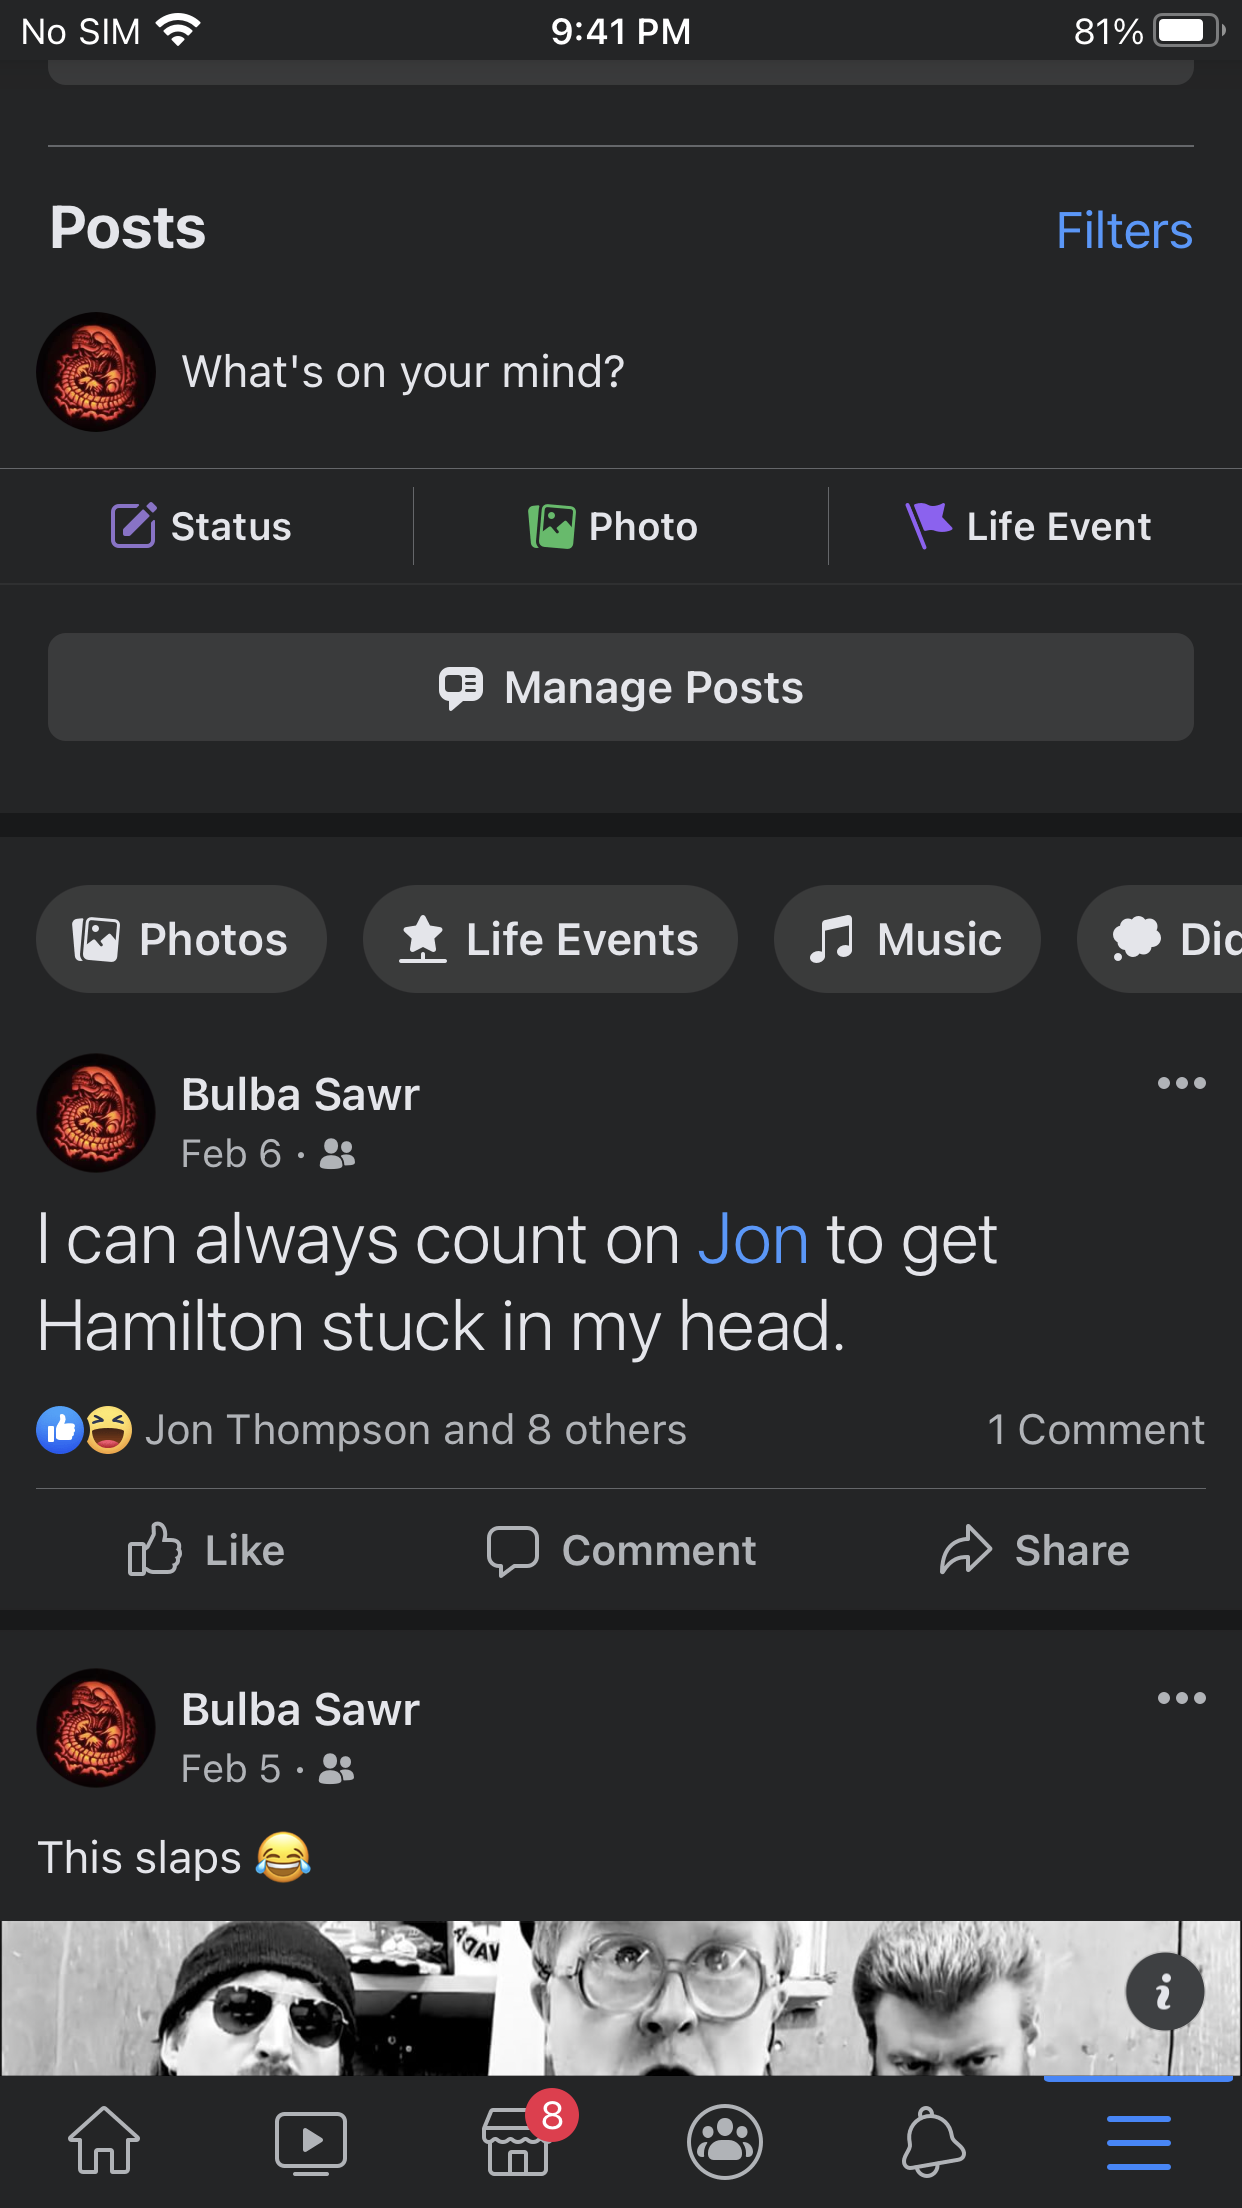 No SIM 9:41 PM 81%
Posts Filters
What's on your mind?
Status Photo Life Event
Manage Posts
Photos Life Events Music Dic
Bulba Sawr
Feb 6 ·
I can always count on Jon to get
Hamilton stuck in my head.
Jon Thompson and 8 others 1 Comment
Like Comment Share
Bulba Sawr
Feb 5 ·
This slaps 😂
8